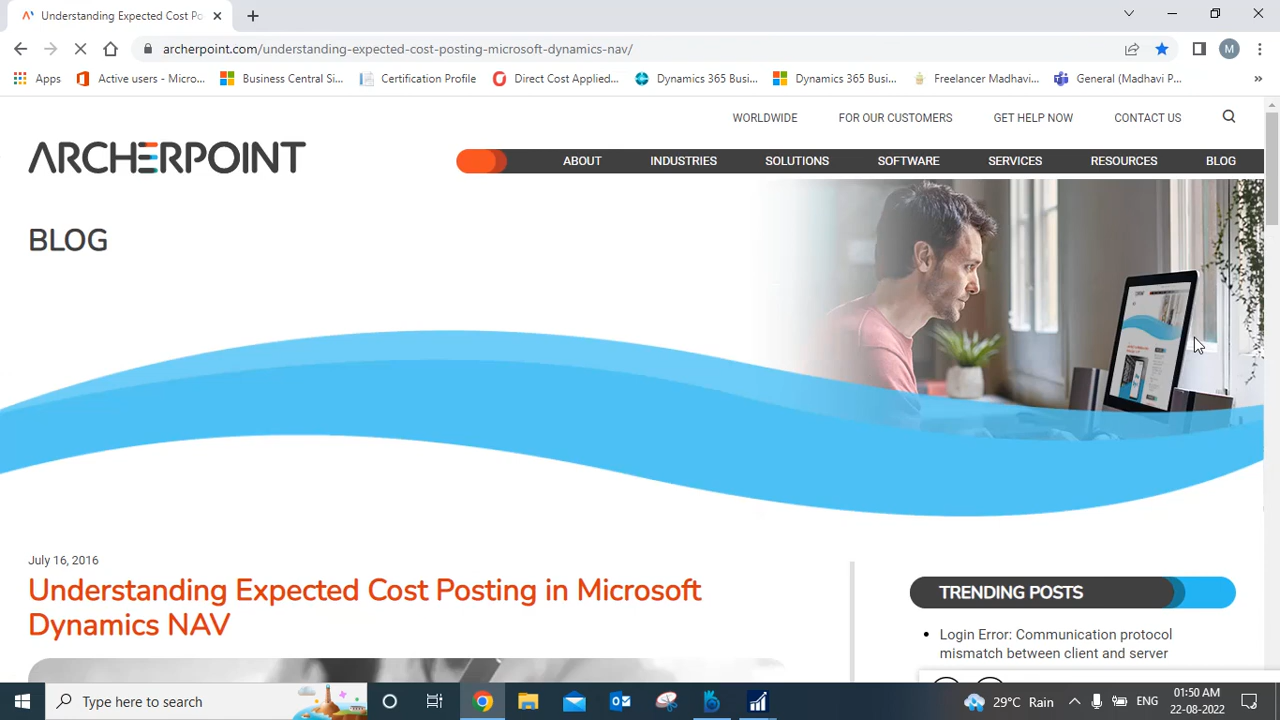 Understanding Expected Cost Po
archerpoint.com/understanding-expected-cost-posting-microsoft-dynamics-nav/
M
Apps
Active users - Micro...
Business Central Si...
Certification Profile
Direct Cost Applied...
Dynamics 365 Busi...
Dynamics 365 Busi...
Freelancer Madhavi...
General (Madhavi P...
»
WORLDWIDE
FOR OUR CUSTOMERS
GET HELP NOW
CONTACT US
ARCHERPOINT
ABOUT
INDUSTRIES
SOLUTIONS
SOFTWARE
SERVICES
RESOURCES
BLOG
BLOG
July 16, 2016
Understanding Expected Cost Posting in Microsoft
Dynamics NAV
TRENDING POSTS
Login Error: Communication protocol
mismatch between client and server
Type here to search
29°C Rain
ENG
01:50 AM
22-08-2022